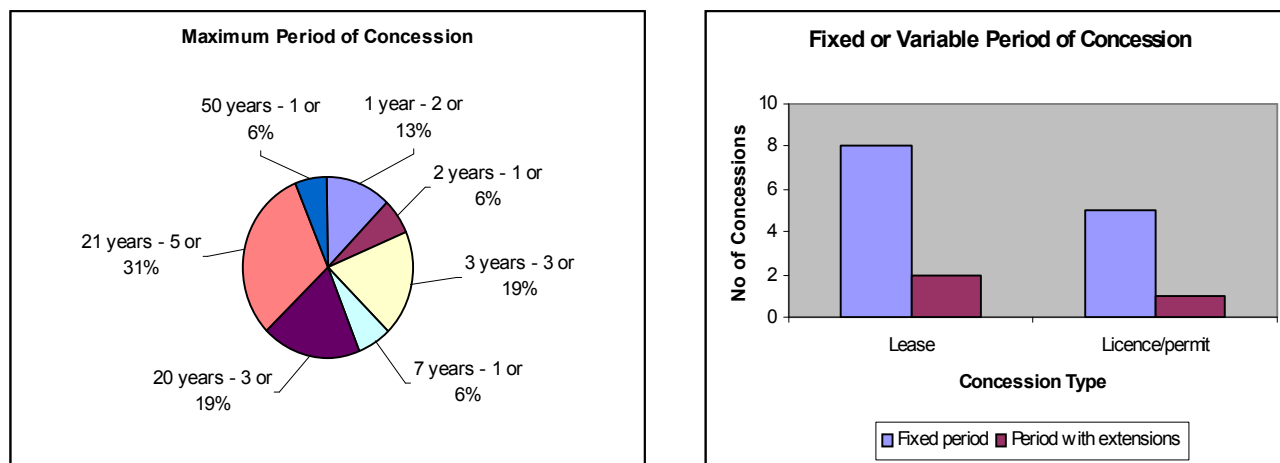 Maximum Period of Concession
50 years - 1 or
6%
1 year - 2 or
13%
2 years - 1 or
6%
3 years - 3 or
19%
7 years - 1 or
6%
20 years - 3 or
19%
21 years - 5 or
31%
Fixed or Variable Period of Concession
No of Concessions
10
8
6
4
2
0
Lease
Licence/permit
Concession Type
Fixed period
Period with extensions